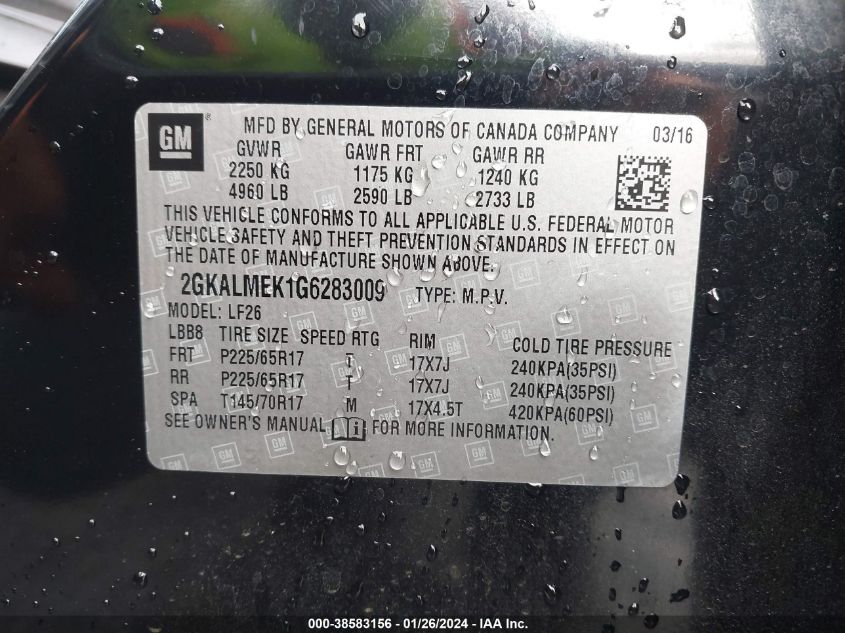 GM ®
MFD BY GENERAL MOTORS OF CANADA COMPANY 03/16
GVWR GAWR FRT GAWR RR
2250 KG 1175 KG 1240 KG
4960 LB 2590 LB 2733 LB
THIS VEHICLE CONFORMS TO ALL APPLICABLE U.S. FEDERAL MOTOR
VEHICLE SAFETY AND THEFT PREVENTION STANDARDS IN EFFECT ON
THE DATE OF MANUFACTURE SHOWN ABOVE.
2GKALMEK1G6283009 TYPE: M.P.V.
MODEL: LF26
LBB8 TIRE SIZE SPEED RTG RIM COLD TIRE PRESSURE
FRT P225/65R17 T 17X7J 240KPA(35PSI)
RR P225/65R17 T 17X7J 240KPA(35PSI)
SPA T145/70R17 M 17X4.5T 420KPA(60PSI)
SEE OWNER'S MANUAL i FOR MORE INFORMATION.
000-38583156 - 01/26/2024 - IAA Inc.